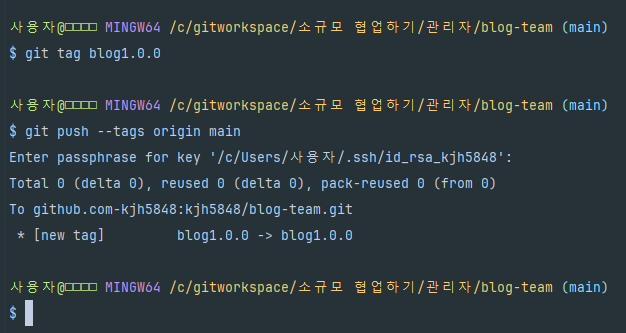 사용자@□□□□ MINGW64 /c/gitworkspace/소규모 협업하기/관리자/blog-team (main)
$ git tag blog1.0.0
사용자@□□□□ MINGW64 /c/gitworkspace/소규모 협업하기/관리자/blog-team (main)
$ git push --tags origin main
Enter passphrase for key '/c/Users/사용자/.ssh/id_rsa_kjh5848':
Total 0 (delta 0), reused 0 (delta 0), pack-reused 0 (from 0)
To github.com-kjh5848:kjh5848/blog-team.git
 * [new tag]         blog1.0.0 -> blog1.0.0
사용자@□□□□ MINGW64 /c/gitworkspace/소규모 협업하기/관리자/blog-team (main)
$